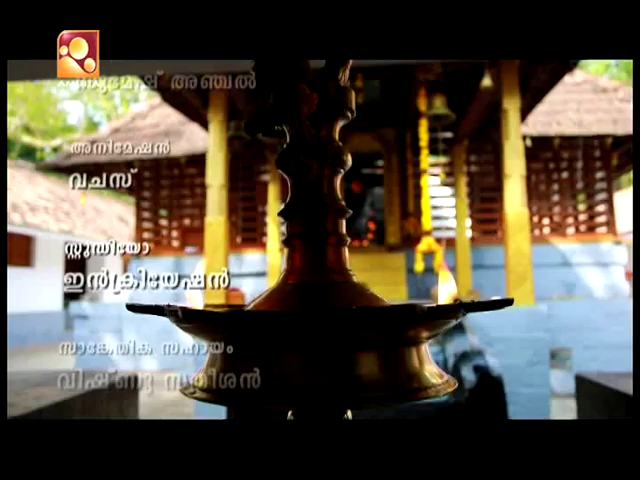 അഞ്ചൽ
അനിമേഷൻ
വചസ്
സ്റ്റുഡിയോ
ഇൻക്രിയേഷൻ
സാങ്കേതിക സഹായം
വിഷ്ണു സതീശൻ